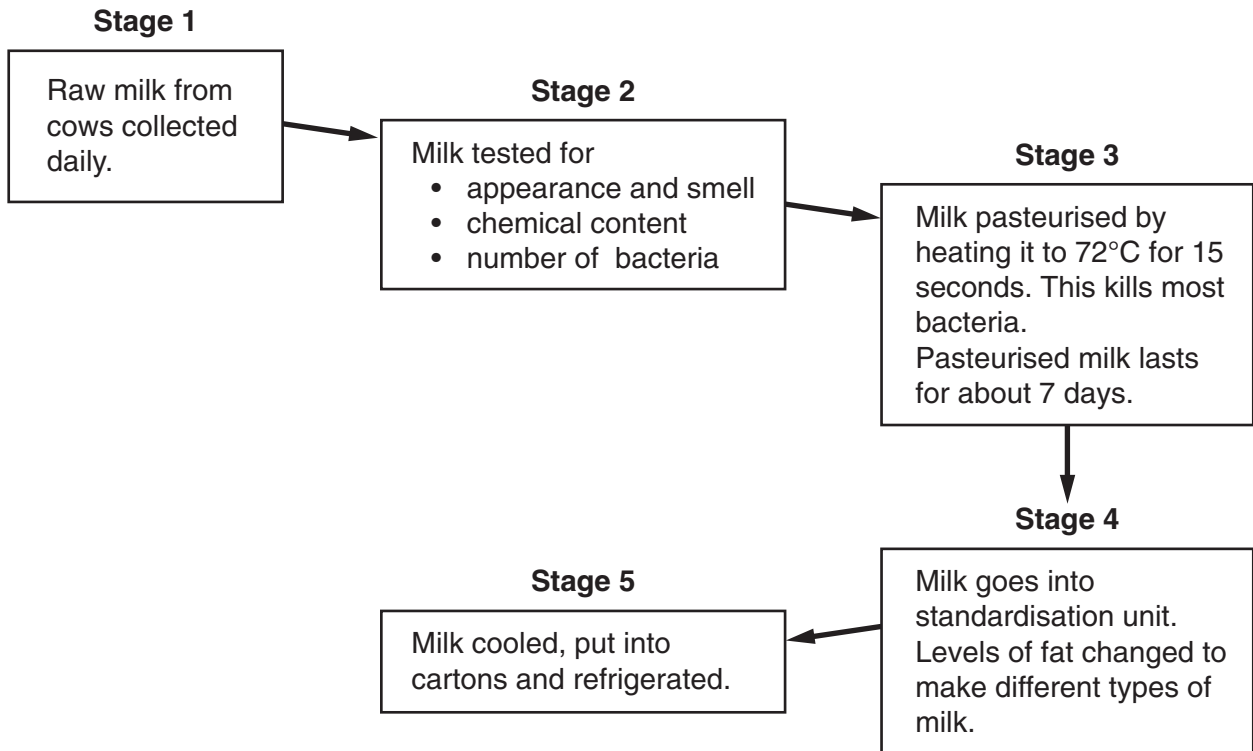 Stage 1
Raw milk from
cows collected
daily.
Stage 2
Milk tested for
• appearance and smell
• chemical content
• number of bacteria
Stage 3
Milk pasteurised by
heating it to 72°C for 15
seconds. This kills most
bacteria.
Pasteurised milk lasts
for about 7 days.
Stage 4
Milk goes into
standardisation unit.
Levels of fat changed to
make different types of
milk.
Stage 5
Milk cooled, put into
cartons and refrigerated.